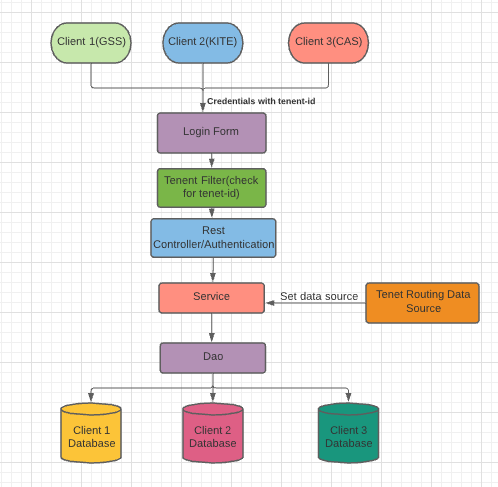 Client 1(GSS)
Client 2(KITE)
Client 3(CAS)
Credentials with tenent-id
Login Form
Tenent Filter(check
for tenet-id)
Rest
Controller/Authentication
Service
Set data source
Tenet Routing Data
Source
Dao
Client 1
Database
Client 2
Database
Client 3
Database